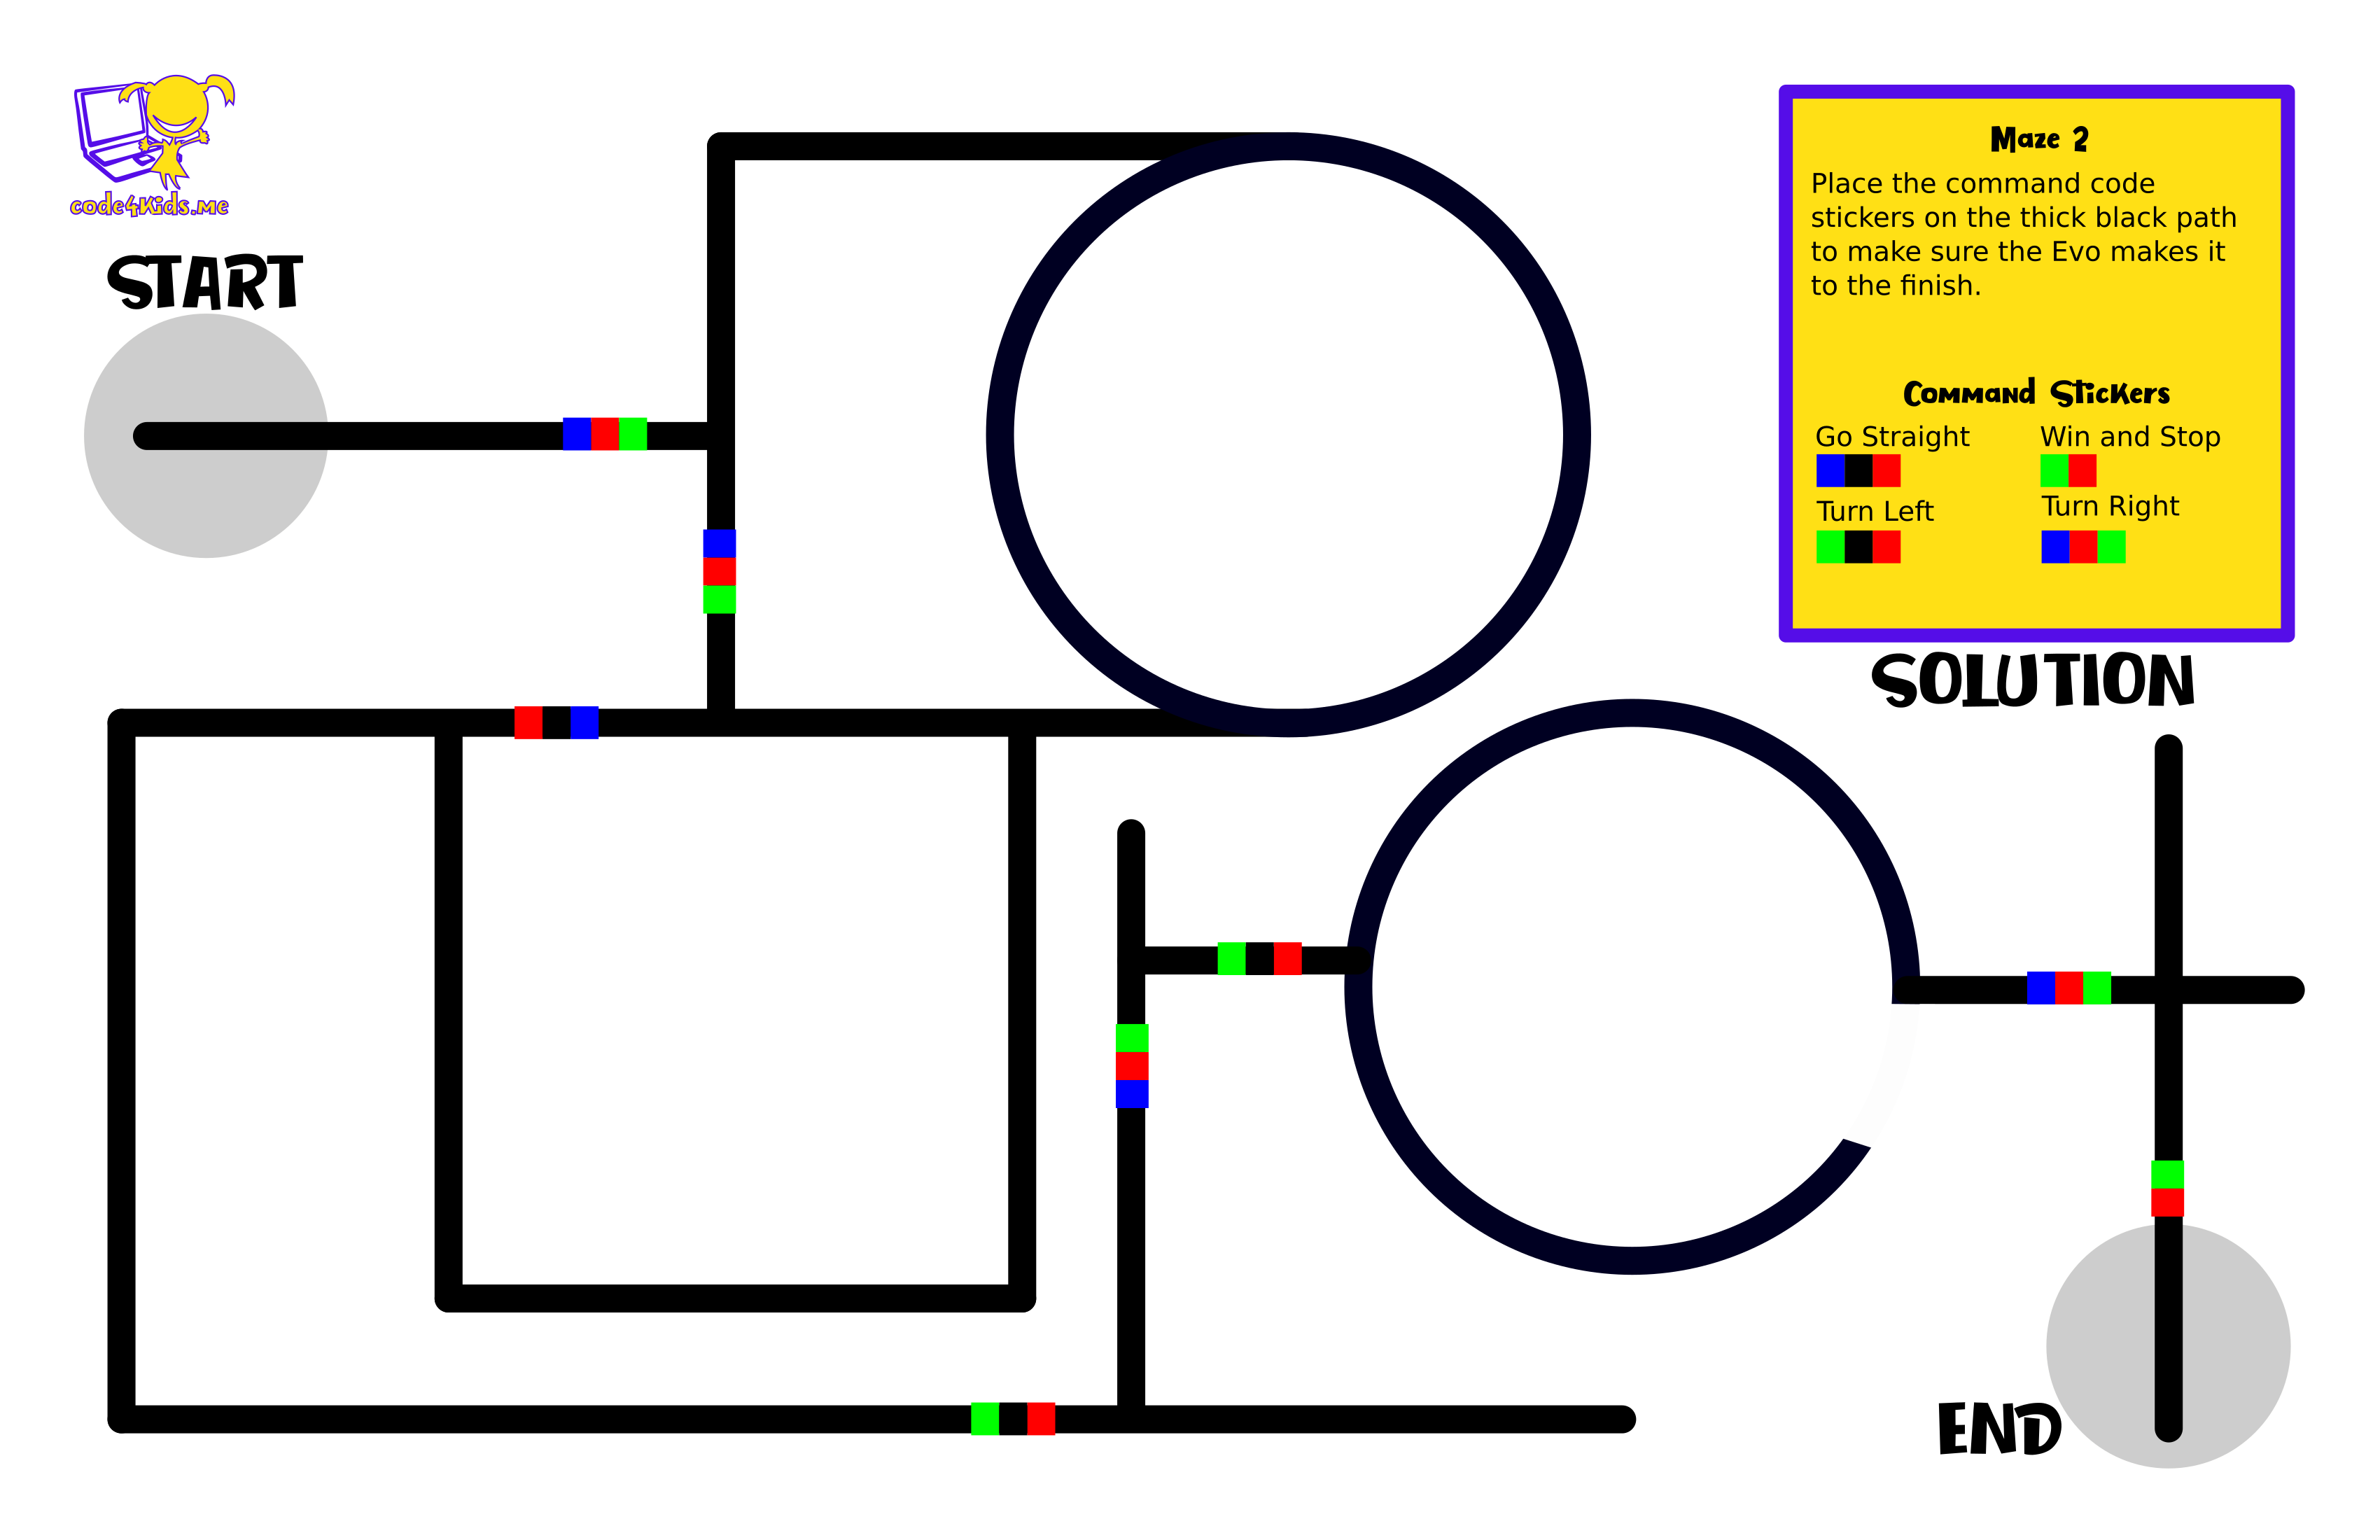 code4kids.me
START
Maze 2
Place the command code
stickers on the thick black path
to make sure the Evo makes it
to the finish.
Command Stickers
Go Straight
Win and Stop
Turn Left
Turn Right
SOLUTION
END